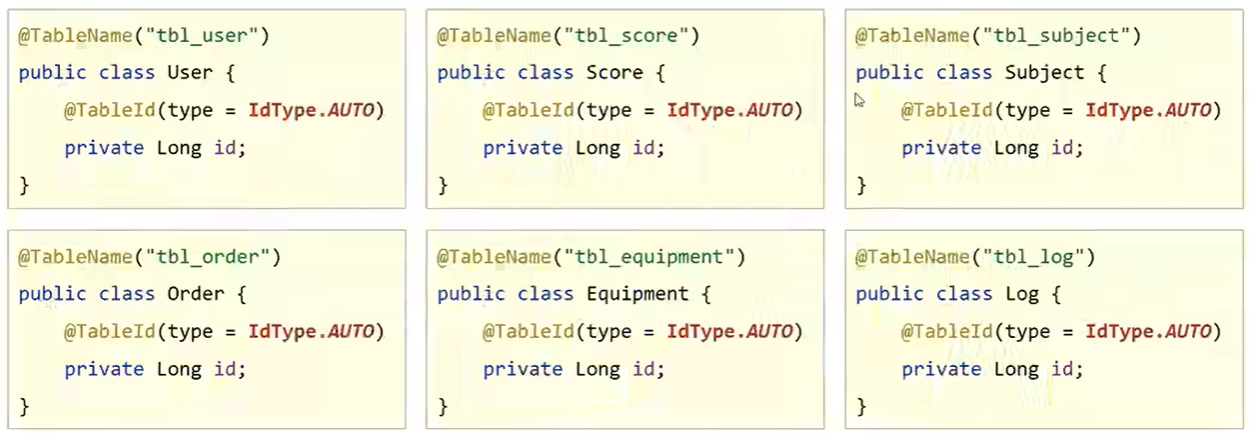 @TableName("tbl_user")
public class User {
    @TableId(type = IdType.AUTO)
    private Long id;
}
@TableName("tbl_score")
public class Score {
    @TableId(type = IdType.AUTO)
    private Long id;
}
@TableName("tbl_subject")
public class Subject {
    @TableId(type = IdType.AUTO)
    private Long id;
}
@TableName("tbl_order")
public class Order {
    @TableId(type = IdType.AUTO)
    private Long id;
}
@TableName("tbl_equipment")
public class Equipment {
    @TableId(type = IdType.AUTO)
    private Long id;
}
@TableName("tbl_log")
public class Log {
    @TableId(type = IdType.AUTO)
    private Long id;
}